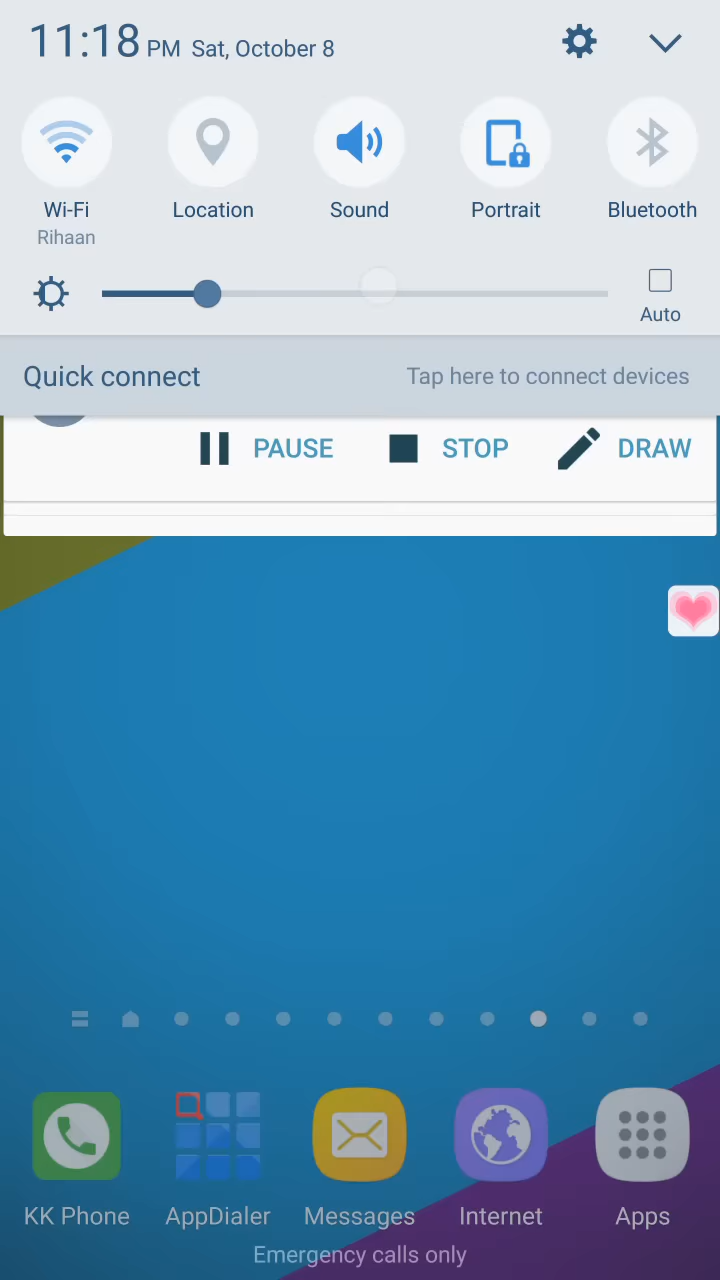 11:18 PM Sat, October 8
Wi-Fi Location Sound Portrait Bluetooth
Rihaan
Auto
Quick connect Tap here to connect devices
PAUSE STOP DRAW
KK Phone AppDialer Messages Internet Apps
Emergency calls only